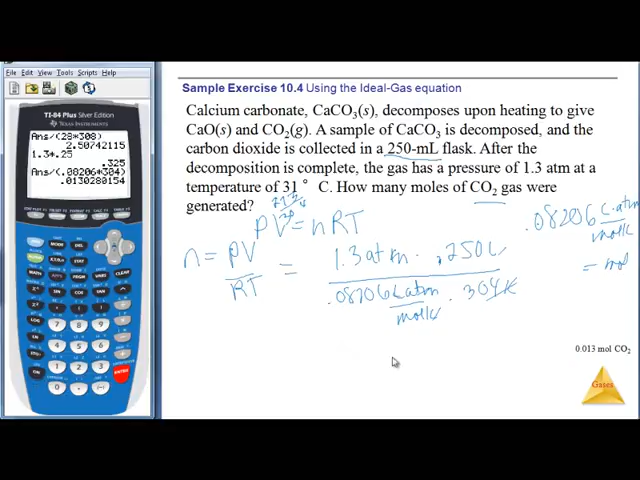 File Edit View Tools Scripts Help
TI-84 Plus Silver Edition
TEXAS INSTRUMENTS
Ans/(28*308)
2.50742115
1.3*.25
.325
Ans/(.08206*304)
.0130280154
Sample Exercise 10.4 Using the Ideal-Gas equation
Calcium carbonate, CaCO3(s), decomposes upon heating to give
CaO(s) and CO2(g). A sample of CaCO3 is decomposed, and the
carbon dioxide is collected in a 250-mL flask. After the
decomposition is complete, the gas has a pressure of 1.3 atm at a
temperature of 31 ° C. How many moles of CO2 gas were
generated?
PV = nRT
.08206 L·atm
mol K
n = PV = 1.3 atm · .250 L
RT .08206 L atm · 304 K
mol K
= mol
0.013 mol CO2
Gases